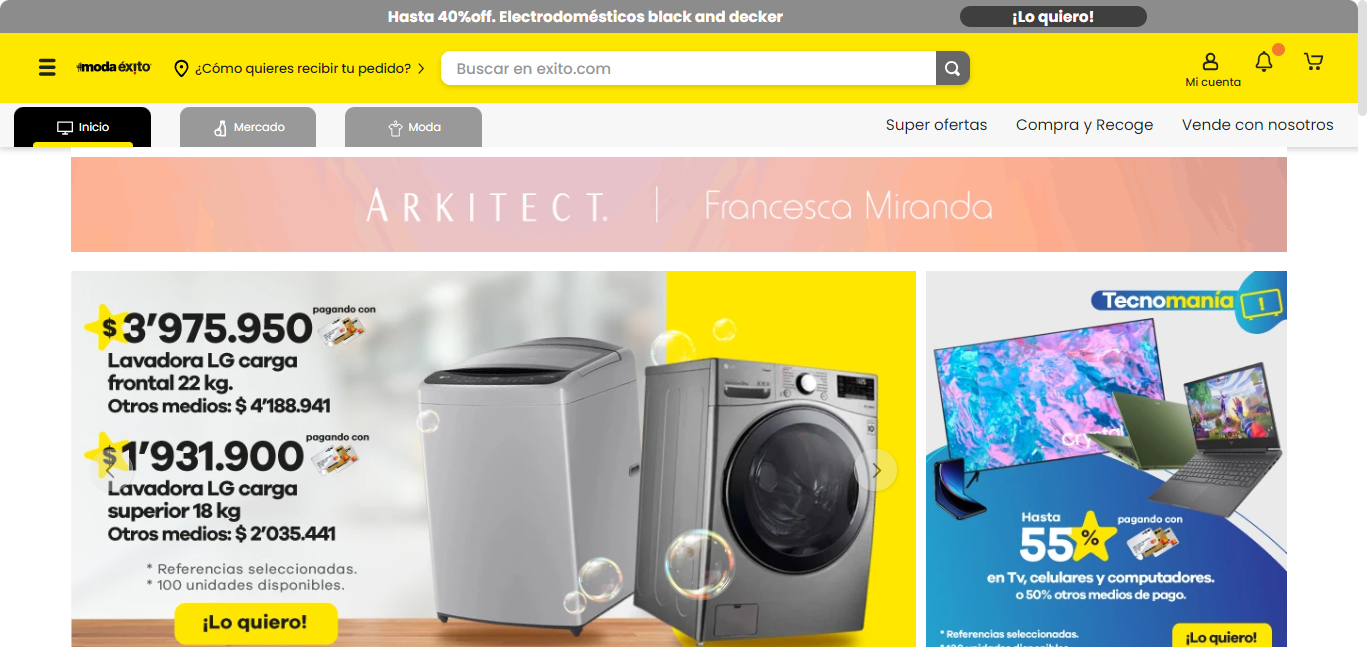 Hasta 40%off. Electrodomésticos black and decker
¡Lo quiero!
#moda éxito
¿Cómo quieres recibir tu pedido?
Buscar en exito.com
Mi cuenta
Inicio
Mercado
Moda
Super ofertas
Compra y Recoge
Vende con nosotros
ARKITECT. | Francesca Miranda
$3’975.950
pagando con
Lavadora LG carga
frontal 22 kg.
Otros medios: $ 4’188.941
$1’931.900
pagando con
Lavadora LG carga
superior 18 kg
Otros medios: $ 2’035.441
* Referencias seleccionadas.
* 100 unidades disponibles.
¡Lo quiero!
Tecnomanía
Crystal
Hasta
55%
pagando con
en Tv, celulares y computadores.
o 50% otros medios de pago.
* Referencias seleccionadas.
¡Lo quiero!